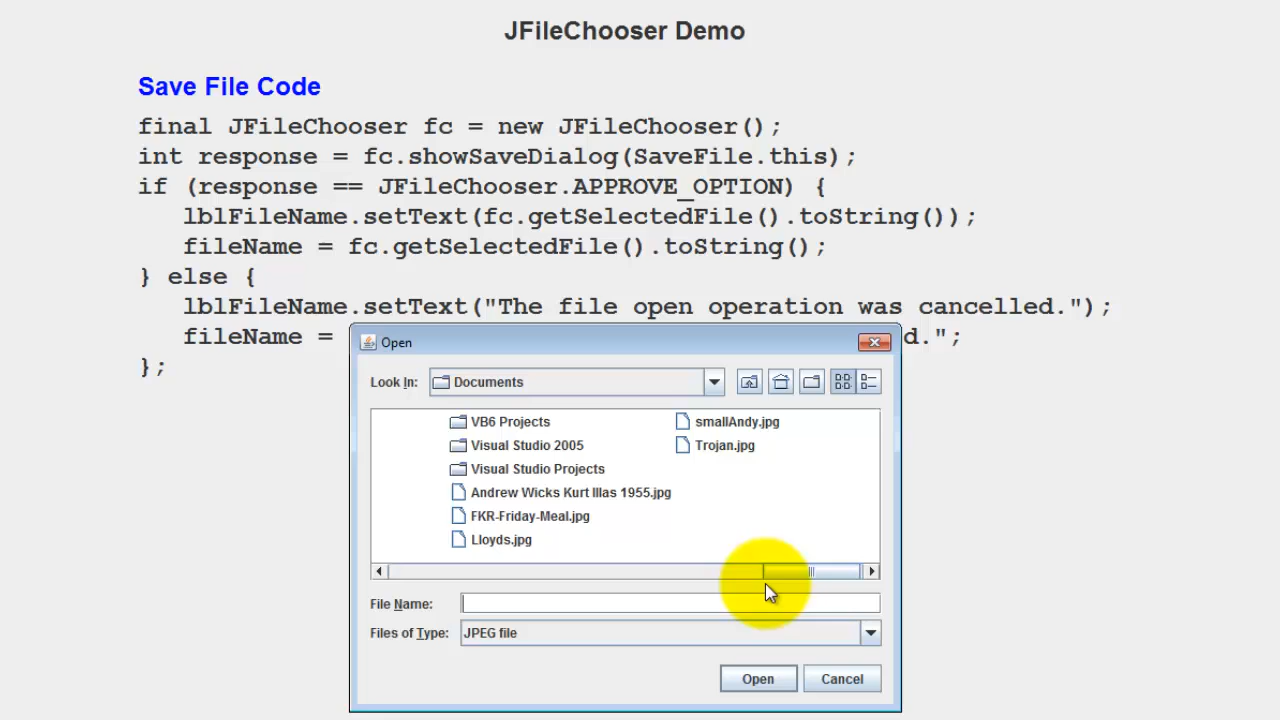 JFileChooser Demo
Save File Code
final JFileChooser fc = new JFileChooser();
int response = fc.showSaveDialog(SaveFile.this);
if (response == JFileChooser.APPROVE_OPTION) {
lblFileName.setText(fc.getSelectedFile().toString());
fileName = fc.getSelectedFile().toString();
} else {
lblFileName.setText("The file open operation was cancelled.");
fileName = d.";
};
Open
Look In: Documents
VB6 Projects
Visual Studio 2005
Visual Studio Projects
Andrew Wicks Kurt Illas 1955.jpg
FKR-Friday-Meal.jpg
Lloyds.jpg
smallAndy.jpg
Trojan.jpg
File Name:
Files of Type: JPEG file
Open Cancel